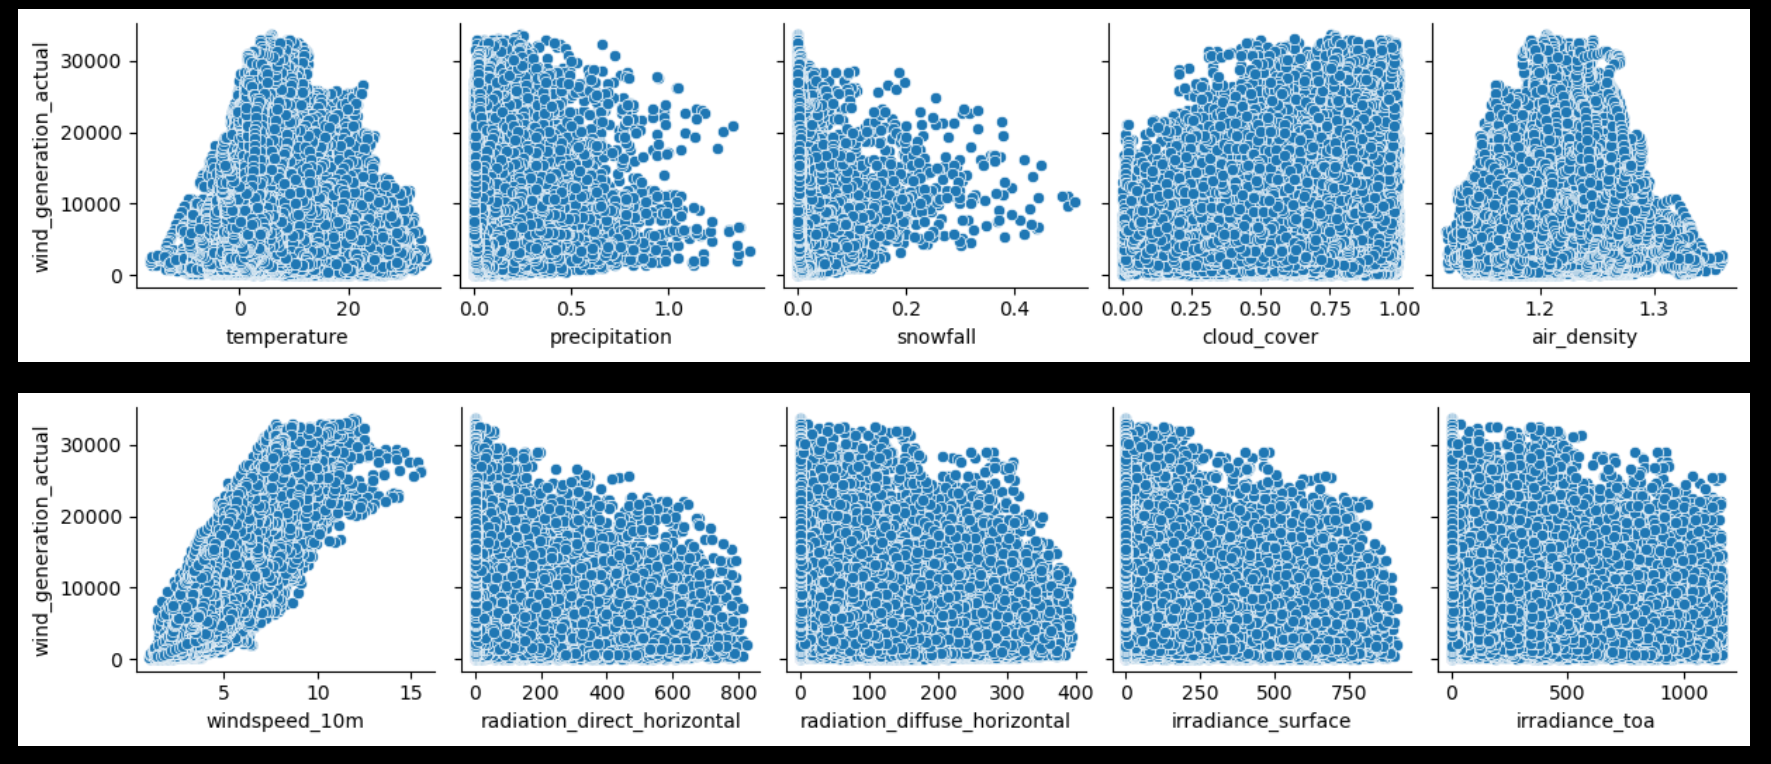 wind_generation_actual
30000
20000
10000
0
0 20
temperature
0.0 0.5 1.0
precipitation
0.0 0.2 0.4
snowfall
0.00 0.25 0.50 0.75 1.00
cloud_cover
1.2 1.3
air_density
wind_generation_actual
30000
20000
10000
0
5 10 15
windspeed_10m
0 200 400 600 800
radiation_direct_horizontal
0 100 200 300 400
radiation_diffuse_horizontal
0 250 500 750
irradiance_surface
0 500 1000
irradiance_toa